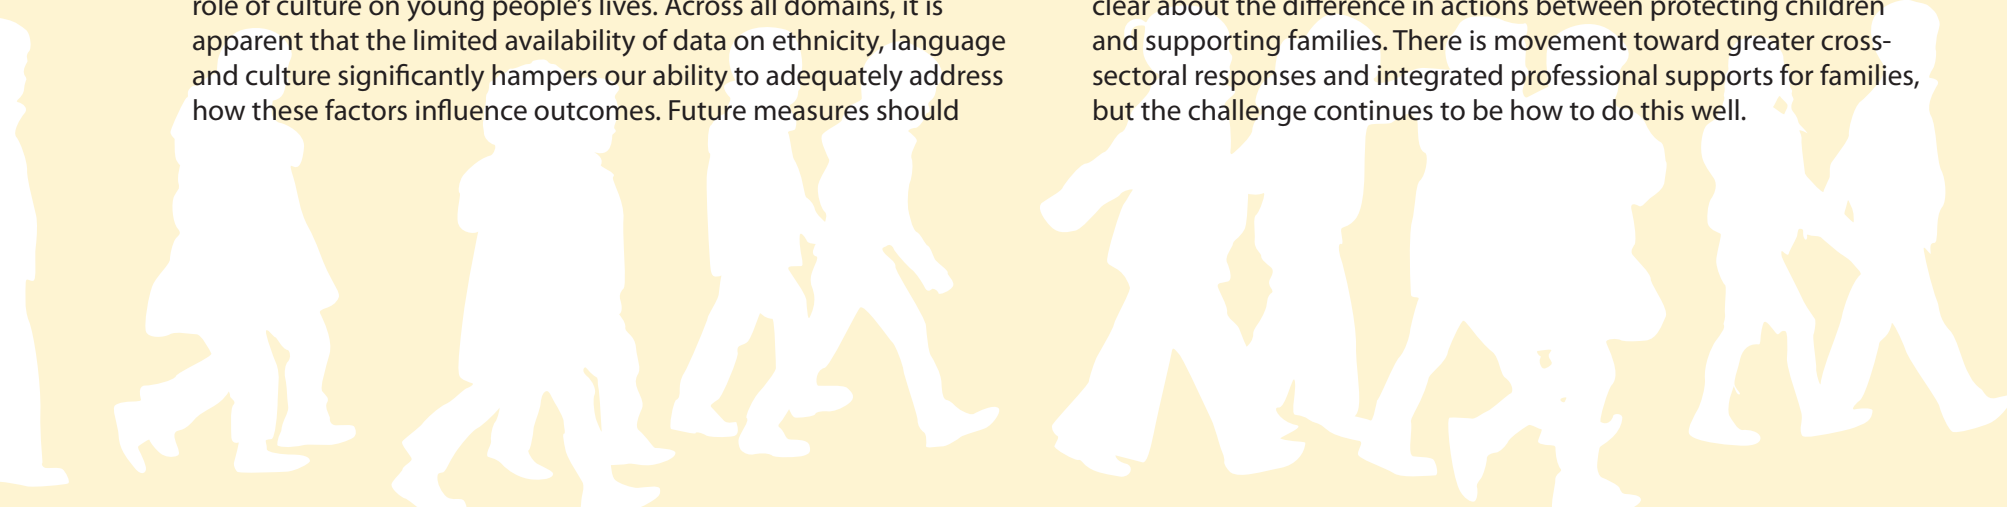 role of culture on young people's lives. Across all domains, it is
apparent that the limited availability of data on ethnicity, language
and culture significantly hampers our ability to adequately address
how these factors influence outcomes. Future measures should
clear about the difference in actions between protecting children
and supporting families. There is movement toward greater cross-
sectoral responses and integrated professional supports for families,
but the challenge continues to be how to do this well.